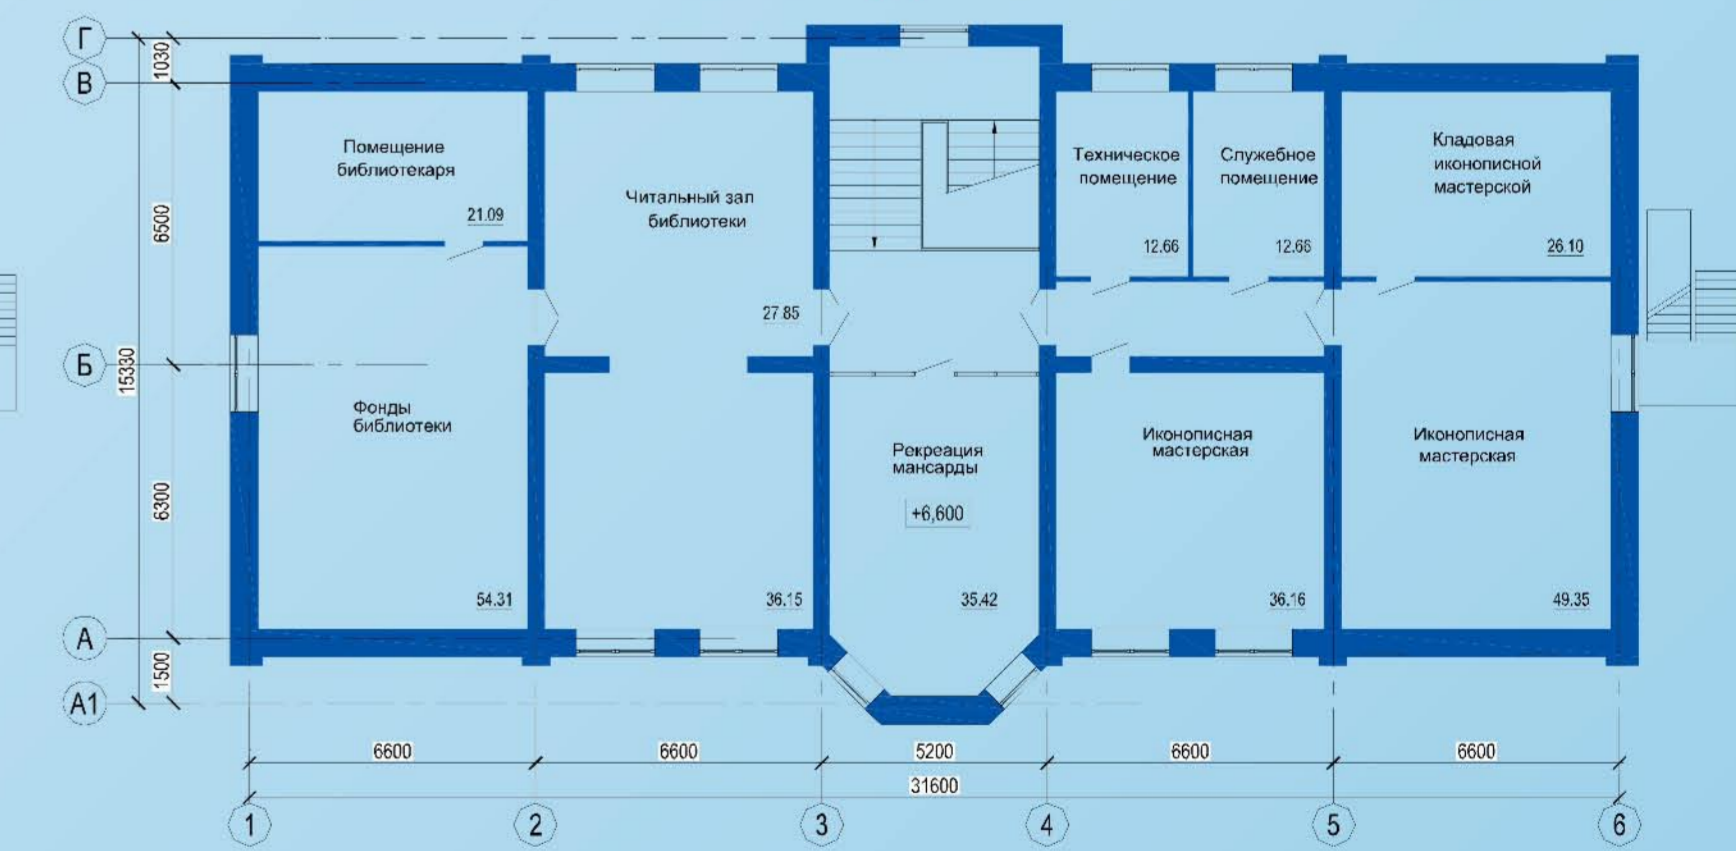 Г
В
Б
А
А1
1030
6500
6300
1500
15330
Помещение
библиотекаря
21.09
Читальный зал
библиотеки
27.85
Техническое
помещение
12.66
Служебное
помещение
12.66
Кладовая
иконописной
мастерской
26.10
Фонды
библиотеки
54.31
36.15
Рекреация
мансарды
+6,600
35.42
Иконописная
мастерская
36.16
Иконописная
мастерская
49.35
6600
6600
5200
6600
6600
31600
1
2
3
4
5
6